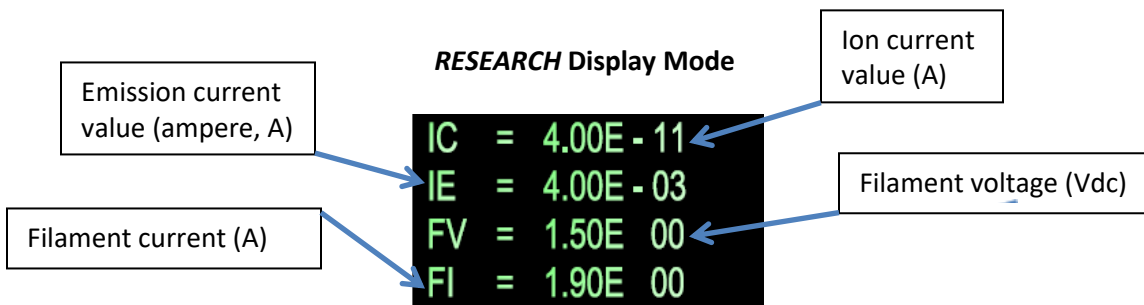 RESEARCH Display Mode
Ion current
value (A)
Emission current
value (ampere, A)
IC = 4.00E - 11
IE = 4.00E - 03
FV = 1.50E 00
FI = 1.90E 00
Filament voltage (Vdc)
Filament current (A)